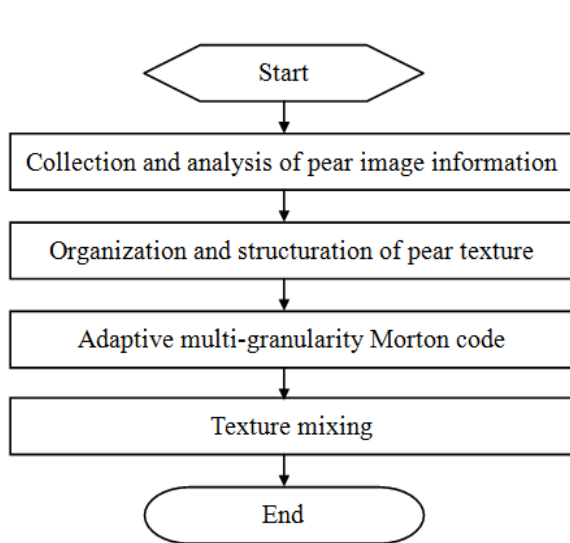 Start
Collection and analysis of pear image information
Organization and structuration of pear texture
Adaptive multi-granularity Morton code
Texture mixing
End